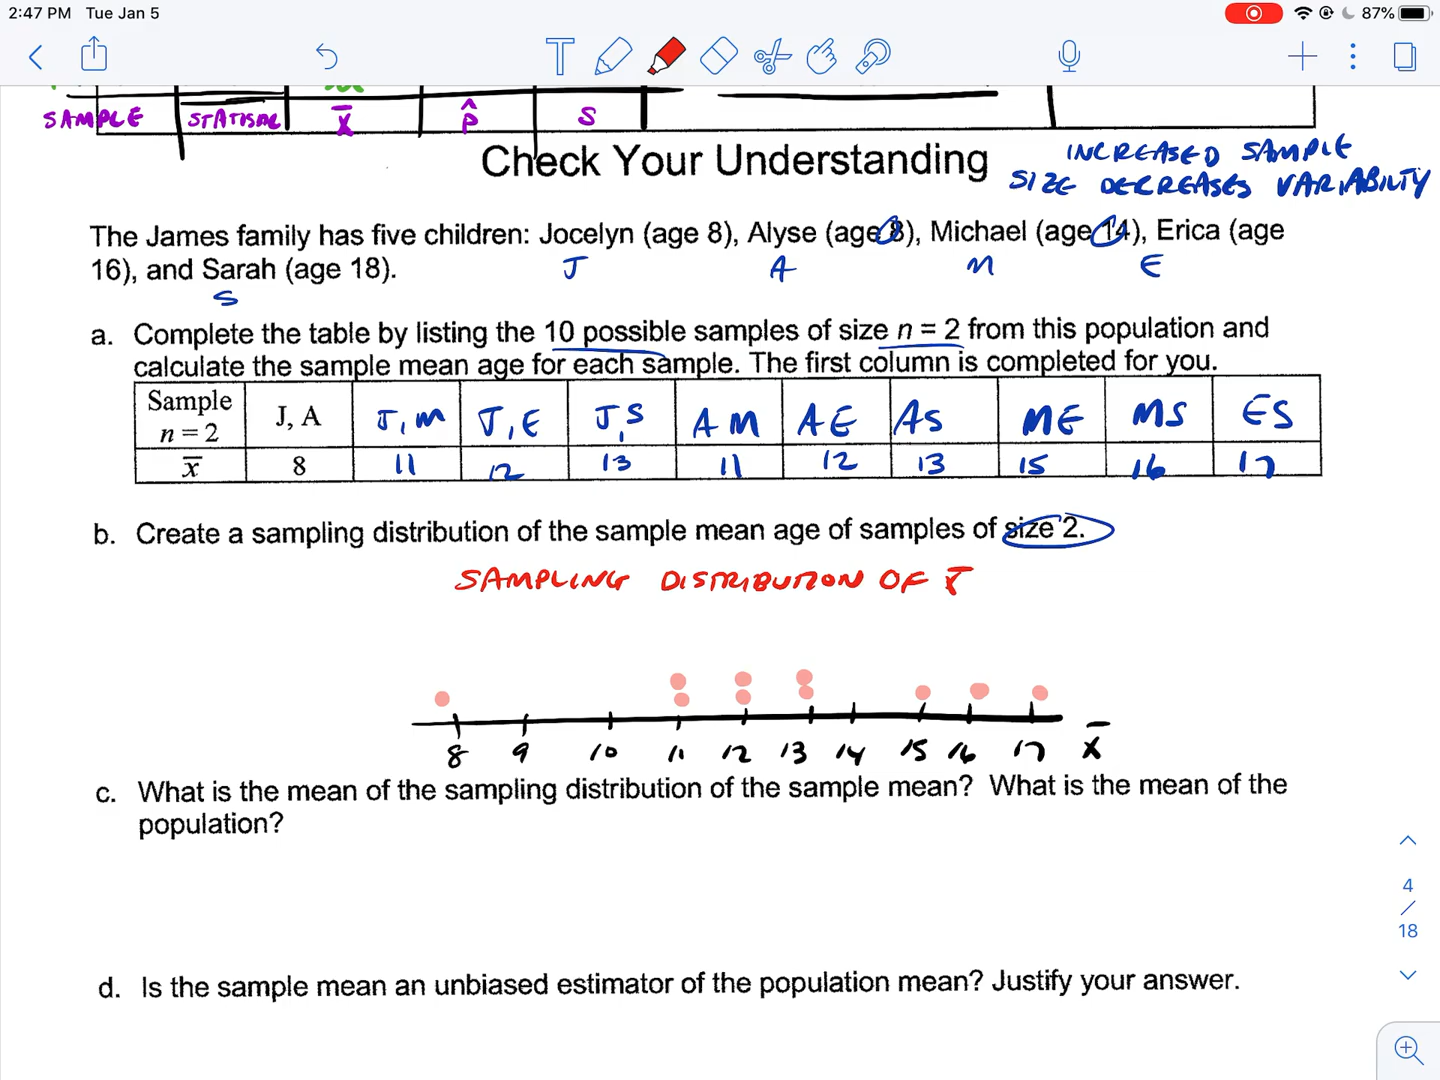 2:47 PM Tue Jan 5
87%
SAMPLE STATISTIC x̄ p̂ S
Check Your Understanding
INCREASED SAMPLE
SIZE DECREASES VARIABILTY
The James family has five children: Jocelyn (age 8), Alyse (age 8), Michael (age 14), Erica (age
J A M E
16), and Sarah (age 18).
S
a. Complete the table by listing the 10 possible samples of size n = 2 from this population and
calculate the sample mean age for each sample. The first column is completed for you.
Sample n = 2 J, A J, M J, E J, S A M A E A S M E M S E S
x̄ 8 11 12 13 11 12 13 15 16 17
b. Create a sampling distribution of the sample mean age of samples of size 2.
SAMPLING DISTRIBUTION OF x̄
8 9 10 11 12 13 14 15 16 17 x̄
c. What is the mean of the sampling distribution of the sample mean? What is the mean of the
population?
4
/
18
d. Is the sample mean an unbiased estimator of the population mean? Justify your answer.